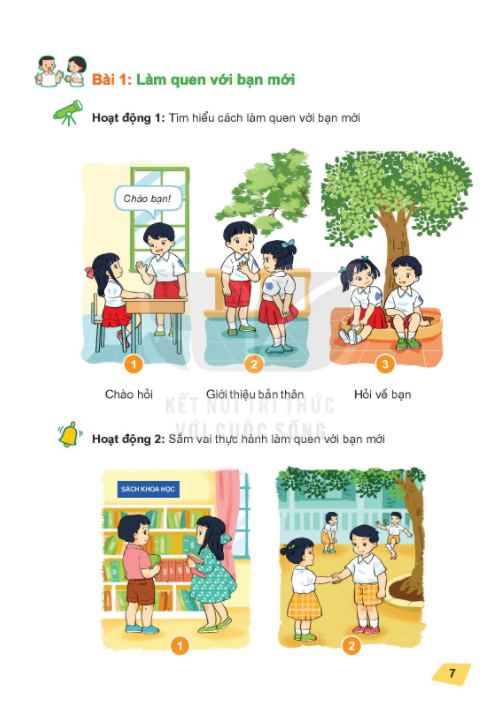 Bài 1: Làm quen với bạn mới
Hoạt động 1: Tìm hiểu cách làm quen với bạn mới
Chào bạn!
1
2
3
Chào hỏi
Giới thiệu bản thân
Hỏi về bạn
KẾT NỐI TRI THỨC
VỚI CUỘC SỐNG
Hoạt động 2: Sắm vai thực hành làm quen với bạn mới
SÁCH KHOA HỌC
1
2
7